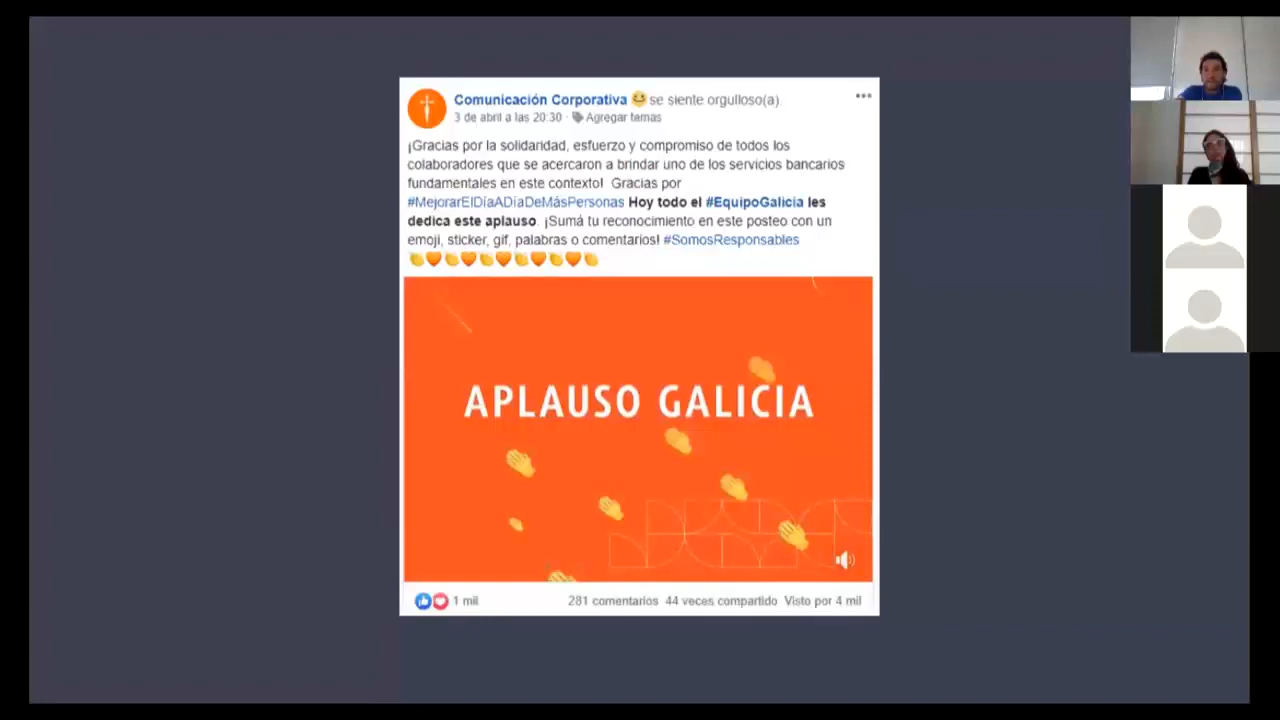 Comunicación Corporativa 😆 se siente orgulloso(a).
3 de abril a las 20:30 · Agregar temas
¡Gracias por la solidaridad, esfuerzo y compromiso de todos los
colaboradores que se acercaron a brindar uno de los servicios bancarios
fundamentales en este contexto! Gracias por
#MejorarElDíaADíaDeMásPersonas Hoy todo el #EquipoGalicia les
dedica este aplauso. ¡Sumá tu reconocimiento en este posteo con un
emoji, sticker, gif, palabras o comentarios! #SomosResponsables
👏🧡👏🧡👏🧡👏🧡👏🧡👏
APLAUSO GALICIA
1 mil 281 comentarios 44 veces compartido Visto por 4 mil